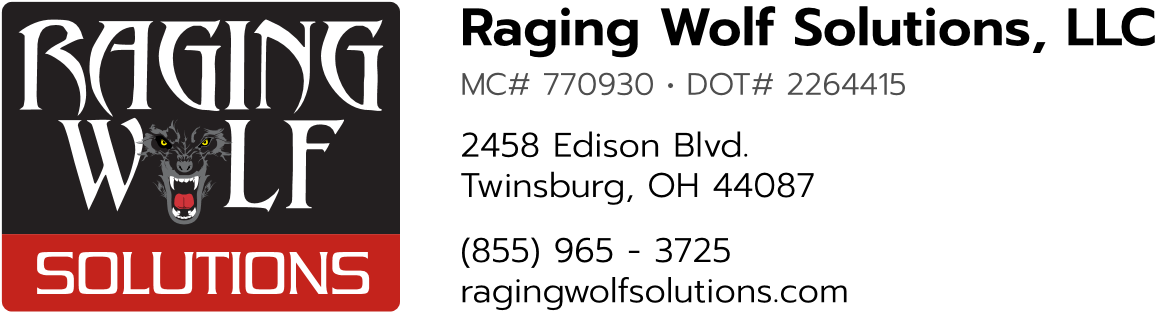 RAGING
WOLF
SOLUTIONS
Raging Wolf Solutions, LLC
MC# 770930 • DOT# 2264415
2458 Edison Blvd.
Twinsburg, OH 44087
(855) 965 - 3725
ragingwolfsolutions.com